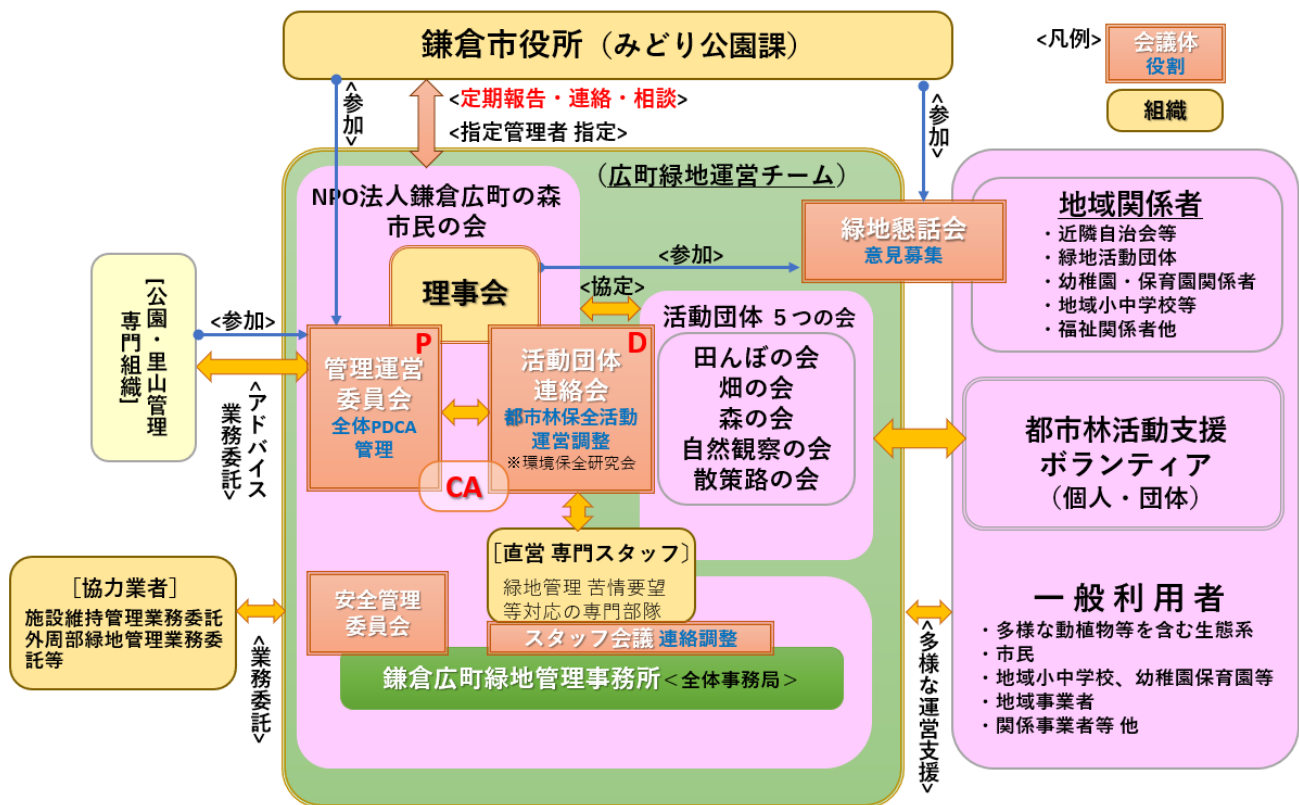 鎌倉市役所（みどり公園課）
<凡例>
会議体
役割
組織
<参加>
<定期報告・連絡・相談>
<指定管理者 指定>
<参加>
（広町緑地運営チーム）
NPO法人鎌倉広町の森
市民の会
理事会
<参加>
緑地懇話会
意見募集
地域関係者
・近隣自治会等
・緑地活動団体
・幼稚園・保育園関係者
・地域小中学校等
・福祉関係者他
［公園・里山管理
専門組織］
<参加>
<アドバイス
業務委託>
P
管理運営
委員会
全体PDCA
管理
D
活動団体
連絡会
都市林保全活動
運営調整
※環境保全研究会
CA
<協定>
活動団体 ５つの会
田んぼの会
畑の会
森の会
自然観察の会
散策路の会
都市林活動支援
ボランティア
（個人・団体）
［直営 専門スタッフ］
緑地管理 苦情要望
等対応の専門部隊
［協力業者］
施設維持管理業務委託
外周部緑地管理業務委
託等
<業務委託>
安全管理
委員会
スタッフ会議 連絡調整
鎌倉広町緑地管理事務所＜全体事務局＞
<多様な運営支援>
一般利用者
・多様な動植物等を含む生態系
・市民
・地域小中学校、幼稚園保育園等
・地域事業者
・関係事業者等 他